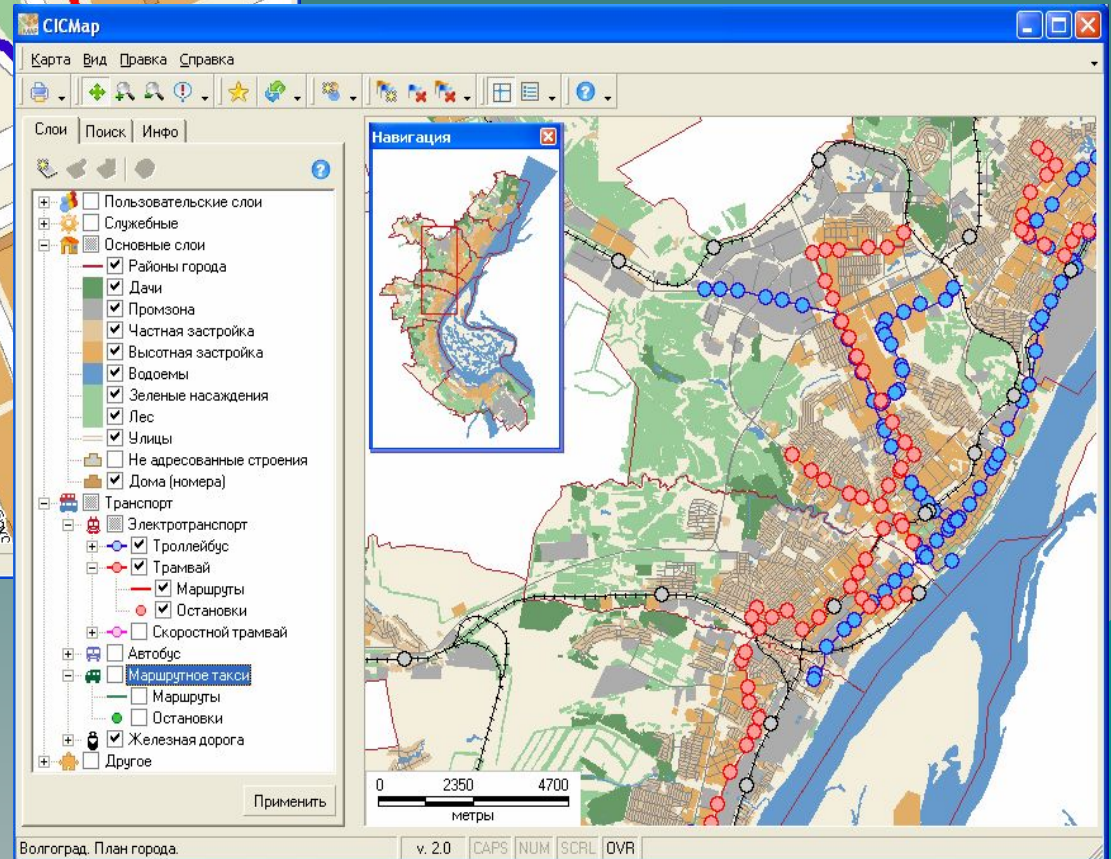 CICMap
Карта Вид Правка Справка
Слои Поиск Инфо
Пользовательские слои
Служебные
Основные слои
Районы города
Дачи
Промзона
Частная застройка
Высотная застройка
Водоемы
Зеленые насаждения
Лес
Улицы
Не адресованные строения
Дома (номера)
Транспорт
Электротранспорт
Троллейбус
Трамвай
Маршруты
Остановки
Скоростной трамвай
Автобус
Маршрутное такси
Маршруты
Остановки
Железная дорога
Другое
Применить
Навигация
0 2350 4700
метры
Волгоград. План города. v. 2.0 CAPS NUM SCRL OVR